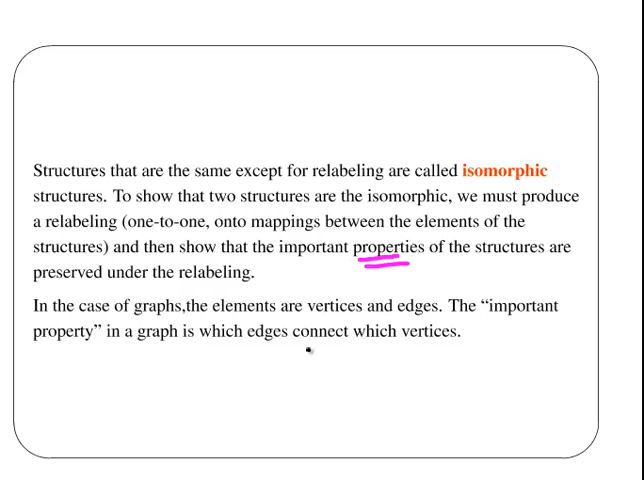 Structures that are the same except for relabeling are called isomorphic
structures. To show that two structures are the isomorphic, we must produce
a relabeling (one-to-one, onto mappings between the elements of the
structures) and then show that the important properties of the structures are
preserved under the relabeling.
In the case of graphs,the elements are vertices and edges. The “important
property” in a graph is which edges connect which vertices.